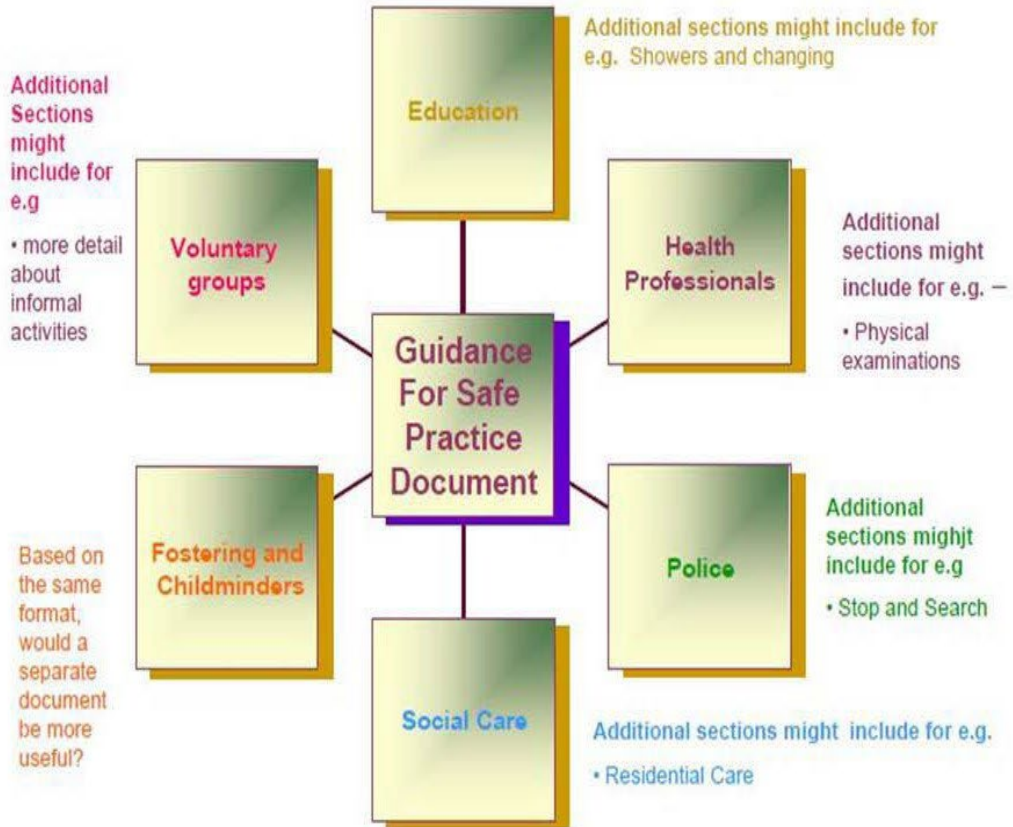 Education
Additional sections might include for
e.g. Showers and changing
Additional
Sections
might
include for
e.g
• more detail
about
informal
activities
Voluntary
groups
Health
Professionals
Additional
sections might
include for e.g. –
• Physical
examinations
Guidance
For Safe
Practice
Document
Based on
the same
format,
would a
separate
document
be more
useful?
Fostering and
Childminders
Police
Additional
sections mighjt
include for e.g
• Stop and Search
Social Care
Additional sections might include for e.g.
• Residential Care